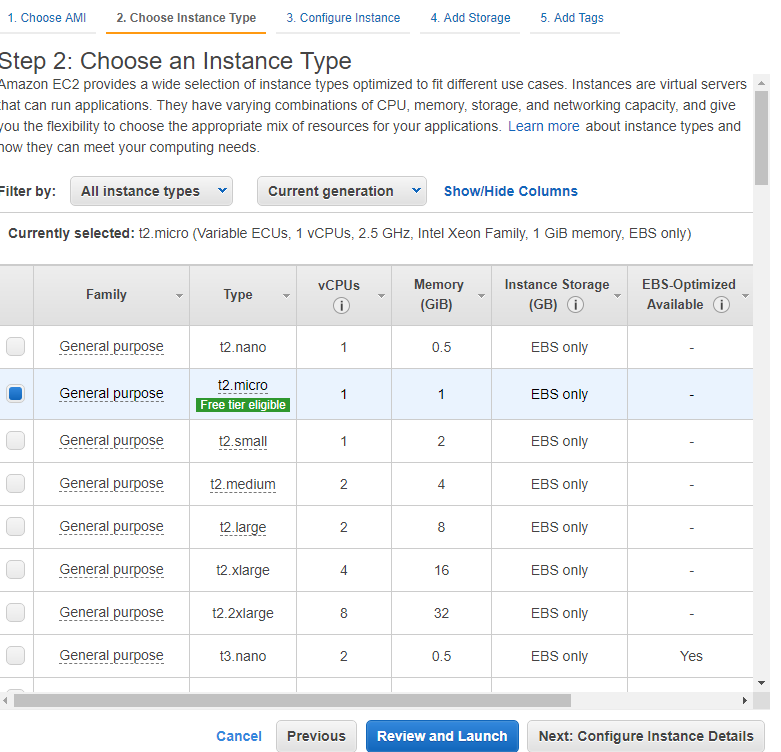 1. Choose AMI 2. Choose Instance Type 3. Configure Instance 4. Add Storage 5. Add Tags
Step 2: Choose an Instance Type
Amazon EC2 provides a wide selection of instance types optimized to fit different use cases. Instances are virtual servers
that can run applications. They have varying combinations of CPU, memory, storage, and networking capacity, and give
you the flexibility to choose the appropriate mix of resources for your applications. Learn more about instance types and
how they can meet your computing needs.
Filter by: All instance types Current generation Show/Hide Columns
Currently selected: t2.micro (Variable ECUs, 1 vCPUs, 2.5 GHz, Intel Xeon Family, 1 GiB memory, EBS only)
Family Type vCPUs Memory (GiB) Instance Storage (GB) EBS-Optimized Available
General purpose t2.nano 1 0.5 EBS only -
General purpose t2.micro 1 1 EBS only -
Free tier eligible
General purpose t2.small 1 2 EBS only -
General purpose t2.medium 2 4 EBS only -
General purpose t2.large 2 8 EBS only -
General purpose t2.xlarge 4 16 EBS only -
General purpose t2.2xlarge 8 32 EBS only -
General purpose t3.nano 2 0.5 EBS only Yes
Cancel Previous Review and Launch Next: Configure Instance Details